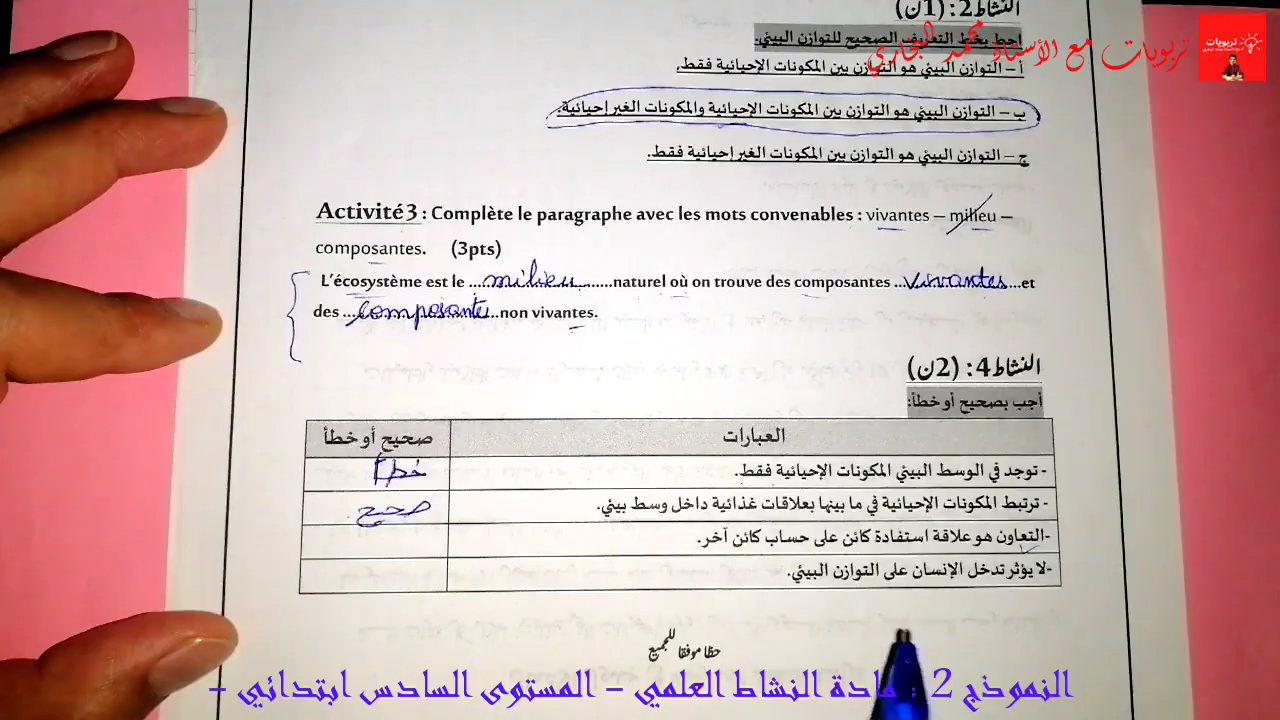 النشاط2: (1ن)
احط بخط التعريف الصحيح للتوازن البيئي.
تربويات مع الأستاذ محمد النجاري
تربويات
أ – التوازن البيئي هو التوازن بين المكونات الإحيائية فقط.
ب – التوازن البيئي هو التوازن بين المكونات الإحيائية والمكونات الغير إحيائية.
ج – التوازن البيئي هو التوازن بين المكونات الغير إحيائية فقط.
Activité3 : Complète le paragraphe avec les mots convenables : vivantes – milieu –
composantes. (3pts)
L'écosystème est le ...milieu......naturel où on trouve des composantes ..vivantes...et
des ...composantes..non vivantes.
النشاط4: (2ن)
أجب بصحيح أو خطأ:
العبارات صحيح أو خطأ
- توجد في الوسط البيئي المكونات الإحيائية فقط. خطأ
- ترتبط المكونات الإحيائية في ما بينها بعلاقات غذائية داخل وسط بيئي. صحيح
-التعاون هو علاقة استفادة كائن على حساب كائن آخر.
-لا يؤثر تدخل الإنسان على التوازن البيئي.
حظا موفقا للجميع
النموذج 2 : مادة النشاط العلمي – المستوى السادس ابتدائي –